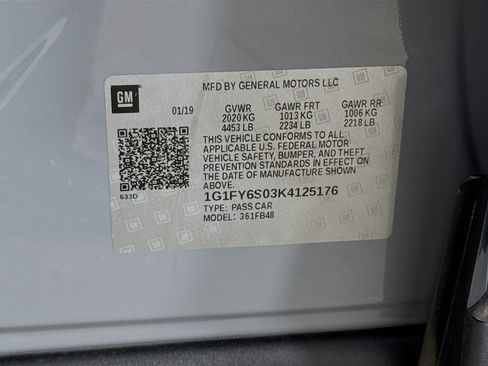 MFD BY GENERAL MOTORS LLC
GM
01/19 GVWR GAWR FRT GAWR RR
2020 KG 1013 KG 1006 KG
4453 LB 2234 LB 2218 LB
THIS VEHICLE CONFORMS TO ALL
APPLICABLE U.S. FEDERAL MOTOR
VEHICLE SAFETY, BUMPER, AND THEFT
PREVENTION STANDARDS IN EFFECT ON
THE DATE OF MANUFACTURE SHOWN
ABOVE.
633D
1G1FY6S03K4125176
TYPE: PASS CAR
MODEL: 361FB48